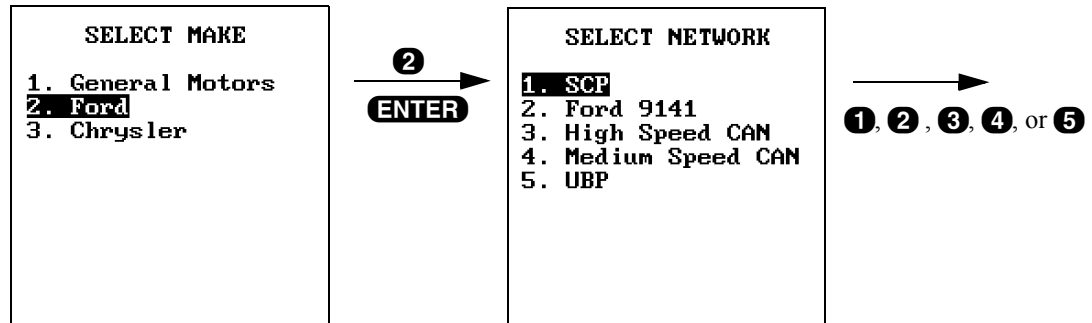 SELECT MAKE
1. General Motors
2. Ford
3. Chrysler
2
ENTER
SELECT NETWORK
1. SCP
2. Ford 9141
3. High Speed CAN
4. Medium Speed CAN
5. UBP
1, 2 , 3, 4, or 5